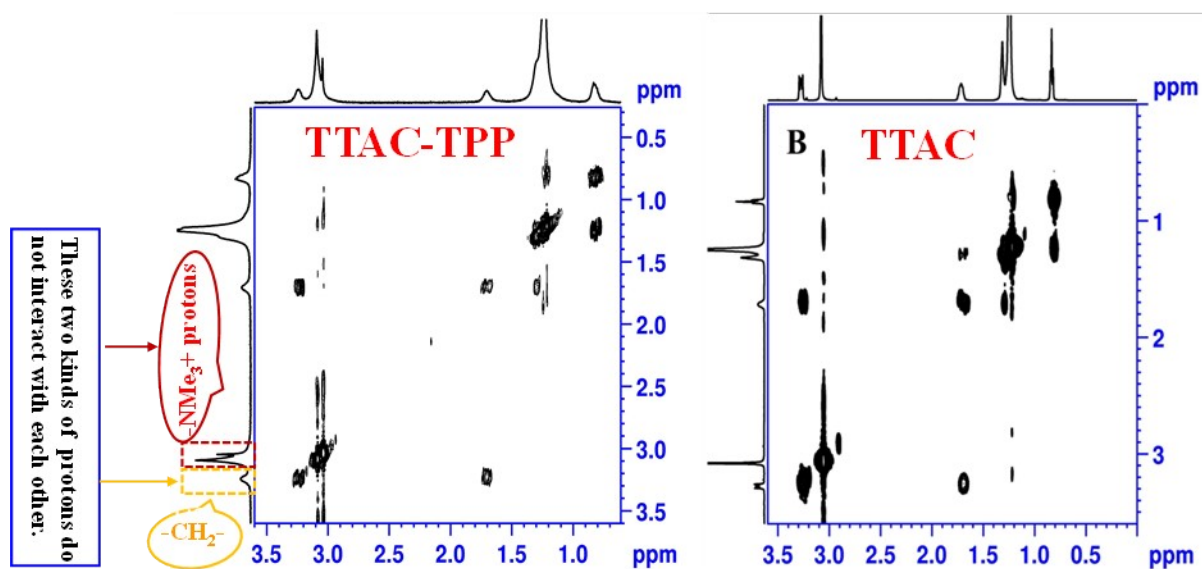 These two kinds of protons do
not interact with each other.
-NMe3+ protons
-CH2-
TTAC-TPP
ppm
0.5
1.0
1.5
2.0
2.5
3.0
3.5
3.5 3.0 2.5 2.0 1.5 1.0 ppm
B TTAC
ppm
1
2
3
3.5 3.0 2.5 2.0 1.5 1.0 0.5 ppm